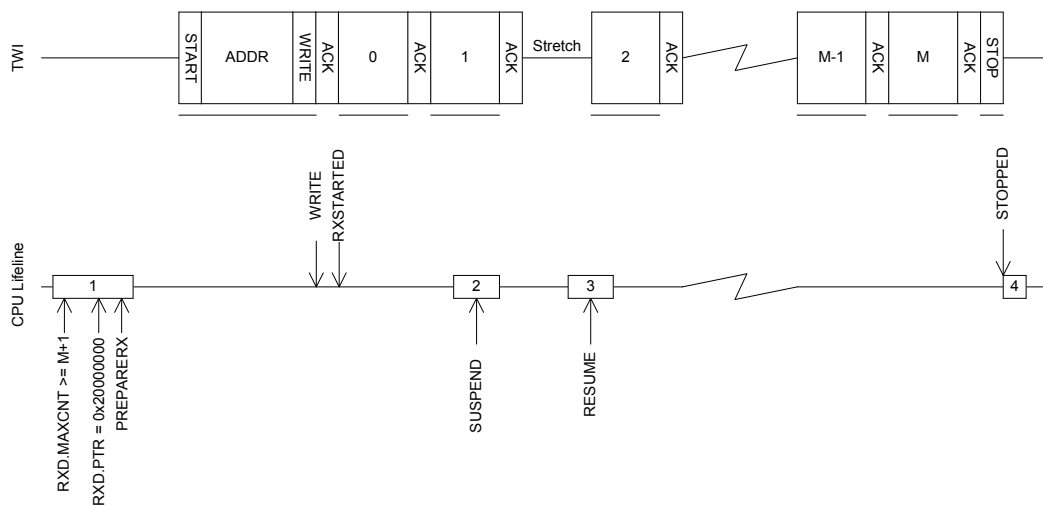 TWI
START
ADDR
WRITE
ACK
0
ACK
1
ACK
Stretch
2
ACK
M-1
ACK
M
ACK
STOP
CPU Lifeline
WRITE
RXSTARTED
STOPPED
1
2
3
4
RXD.MAXCNT >= M+1
RXD.PTR = 0x20000000
PREPARERX
SUSPEND
RESUME